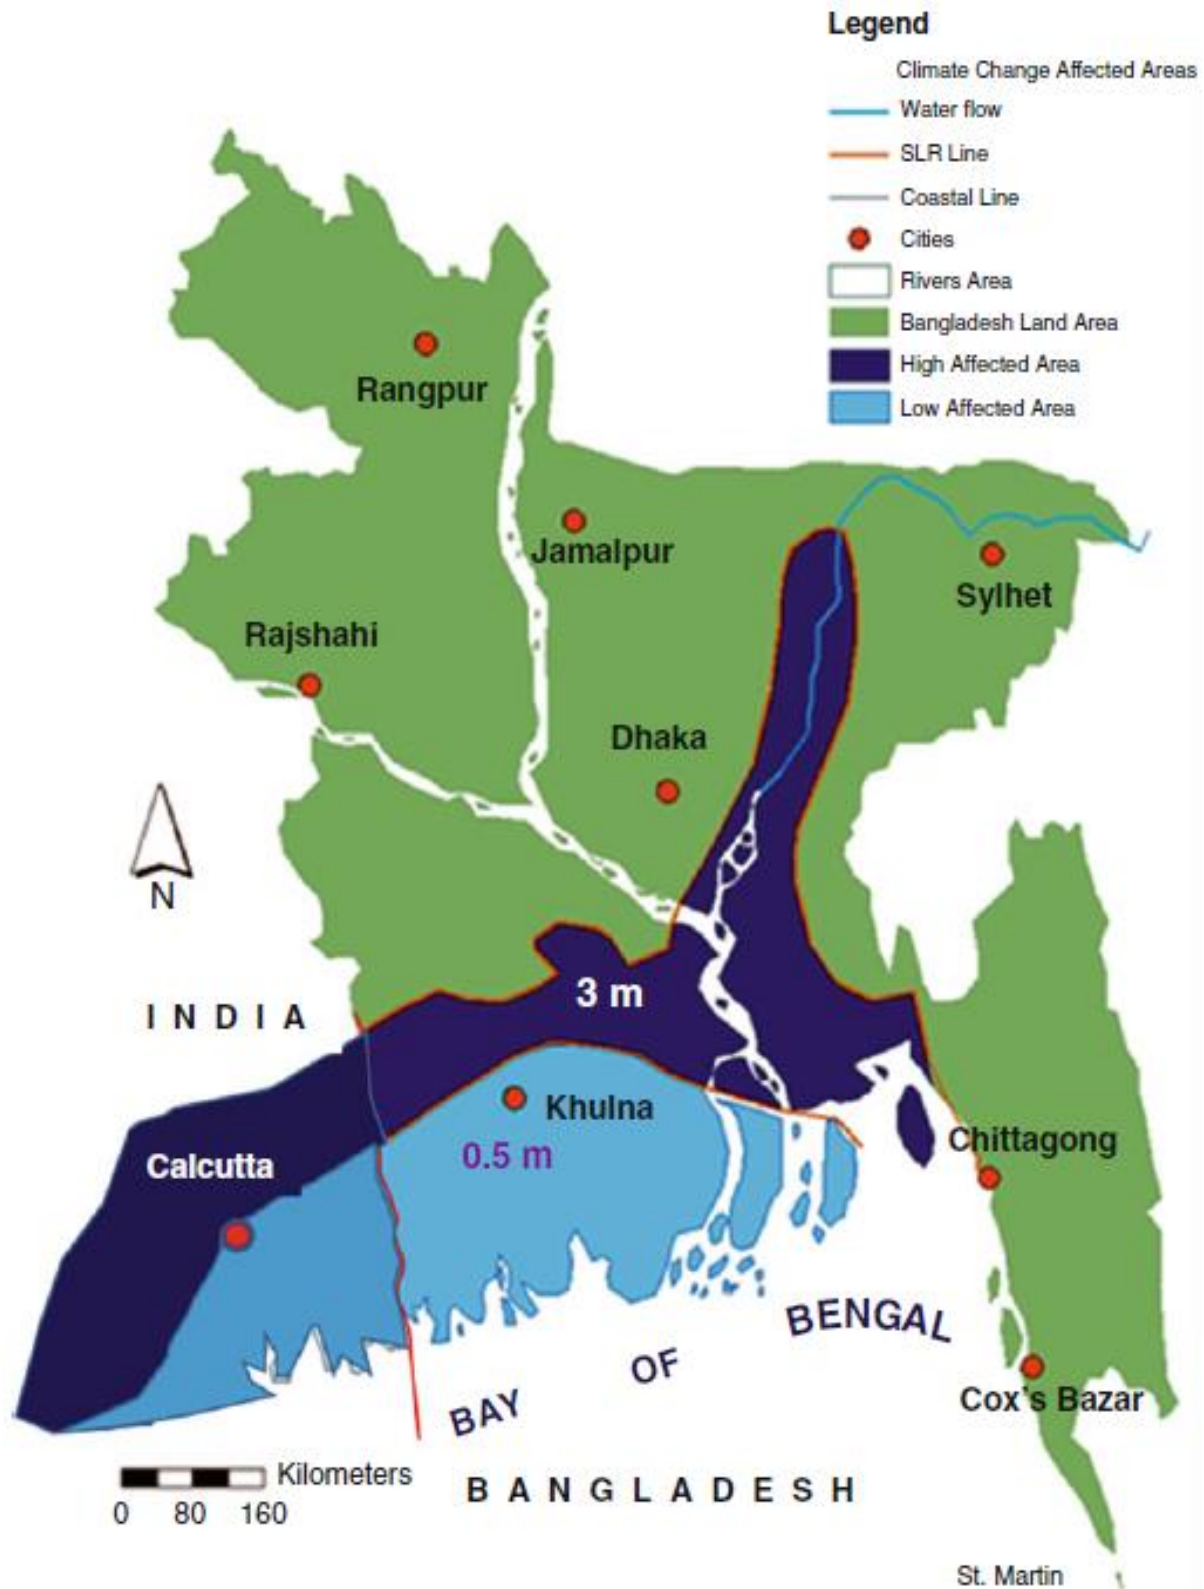 Legend
Climate Change Affected Areas
Water flow
SLR Line
Coastal Line
Cities
Rivers Area
Bangladesh Land Area
High Affected Area
Low Affected Area
Rangpur
Jamalpur
Sylhet
Rajshahi
Dhaka
N
3 m
INDIA
Khulna
0.5 m
Chittagong
Calcutta
BAY OF BENGAL
Cox's Bazar
Kilometers
0 80 160
BANGLADESH
St. Martin